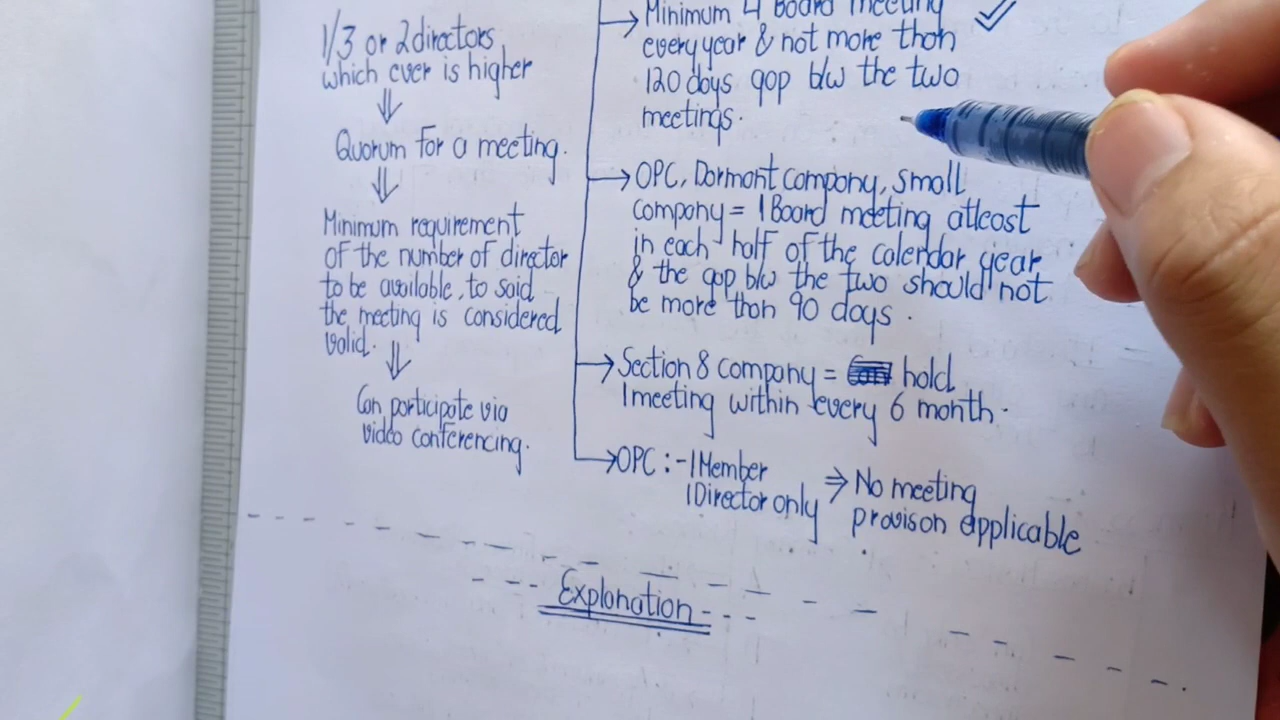 1/3 or 2 directors
which ever is higher
Quorum for a meeting.
Minimum requirement
of the number of director
to be available, to said
the meeting is considered
valid.
Can participate via
video conferencing.
Minimum 4 Board meeting
every year & not more than
120 days gap b/w the two
meetings.
OPC, Dormant company, small
company = 1 Board meeting atleast
in each half of the calendar year
& the gap b/w the two should not
be more than 90 days.
Section 8 company = hold
1 meeting within every 6 month.
OPC :- 1 Member
1 Director only
No meeting
provison applicable
Explanation